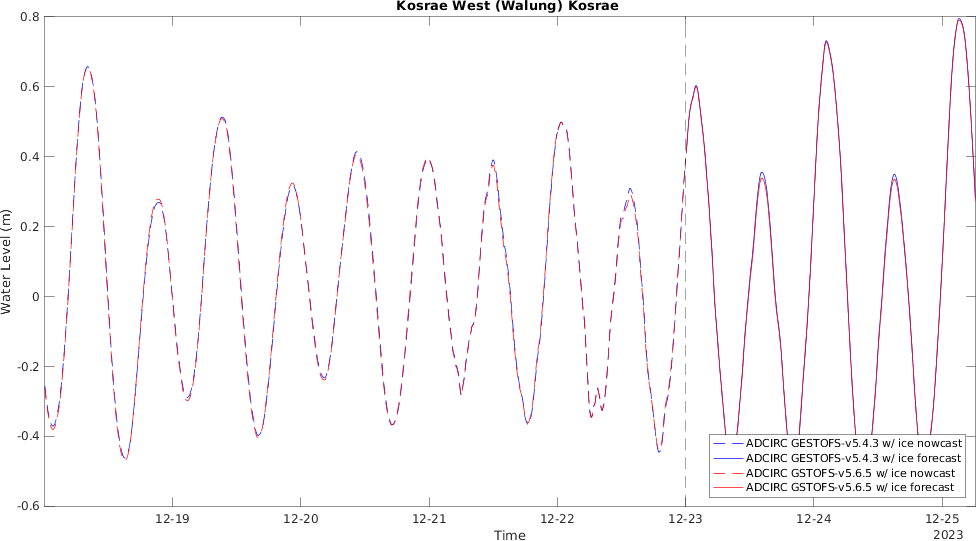 Kosrae West (Walung) Kosrae
0.8
0.6
0.4
0.2
0
-0.2
-0.4
-0.6
Water Level (m)
12-19
12-20
12-21
12-22
12-23
12-24
12-25
Time
2023
ADCIRC GESTOFS-v5.4.3 w/ ice nowcast
ADCIRC GESTOFS-v5.4.3 w/ ice forecast
ADCIRC GSTOFS-v5.6.5 w/ ice nowcast
ADCIRC GSTOFS-v5.6.5 w/ ice forecast